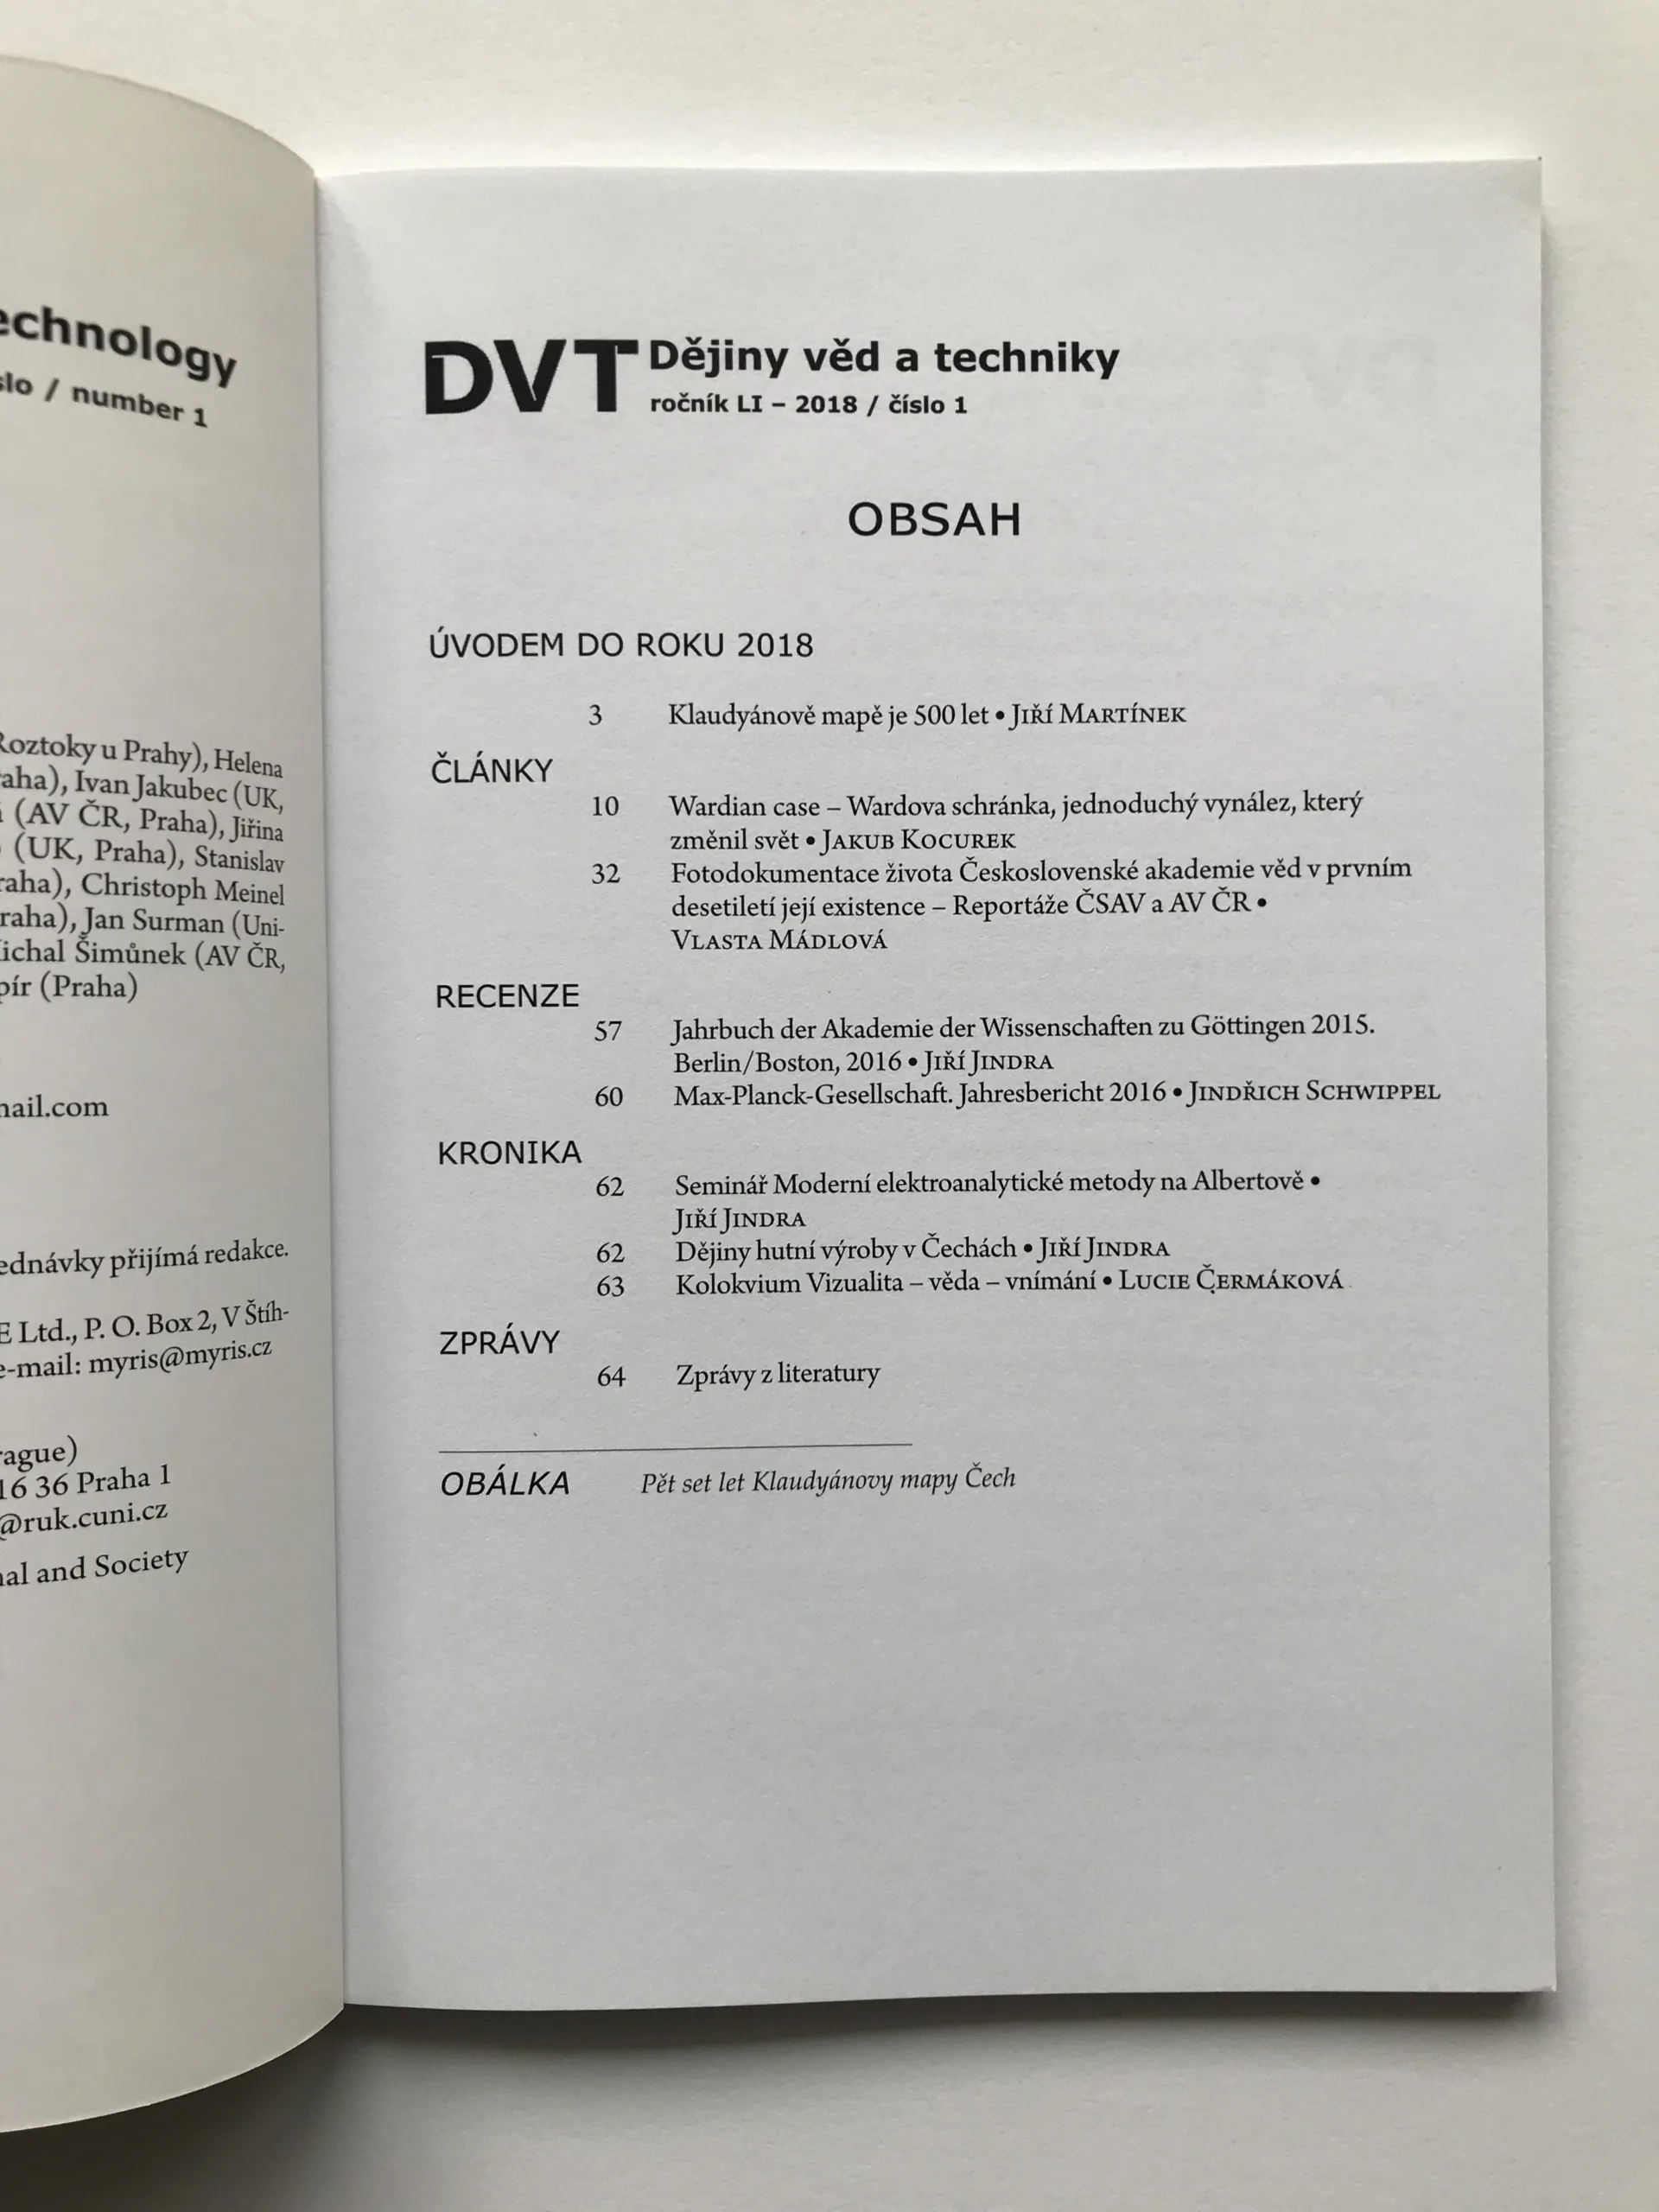 echnology
slo / number 1
Roztoky u Prahy), Helena
raha), Ivan Jakubec (UK,
(AV ČR, Praha), Jiřina
(UK, Praha), Stanislav
raha), Christoph Meinel
raha), Jan Surman (Uni-
ichal Šimůnek (AV ČR,
pír (Praha)
mail.com
ednávky přijímá redakce.
E Ltd., P. O. Box 2, V Štíh-
e-mail: myris@myris.cz
rague)
16 36 Praha 1
@ruk.cuni.cz
nal and Society
DVT Dějiny věd a techniky
ročník LI – 2018 / číslo 1
OBSAH
ÚVODEM DO ROKU 2018
3 Klaudyánově mapě je 500 let • JIŘÍ MARTÍNEK
ČLÁNKY
10 Wardian case – Wardova schránka, jednoduchý vynález, který
změnil svět • JAKUB KOCUREK
32 Fotodokumentace života Československé akademie věd v prvním
desetiletí její existence – Reportáže ČSAV a AV ČR •
VLASTA MÁDLOVÁ
RECENZE
57 Jahrbuch der Akademie der Wissenschaften zu Göttingen 2015.
Berlin/Boston, 2016 • JIŘÍ JINDRA
60 Max-Planck-Gesellschaft. Jahresbericht 2016 • JINDŘICH SCHWIPPEL
KRONIKA
62 Seminář Moderní elektroanalytické metody na Albertově •
JIŘÍ JINDRA
62 Dějiny hutní výroby v Čechách • JIŘÍ JINDRA
63 Kolokvium Vizualita – věda – vnímání • LUCIE ČERMÁKOVÁ
ZPRÁVY
64 Zprávy z literatury
OBÁLKA Pět set let Klaudyánovy mapy Čech